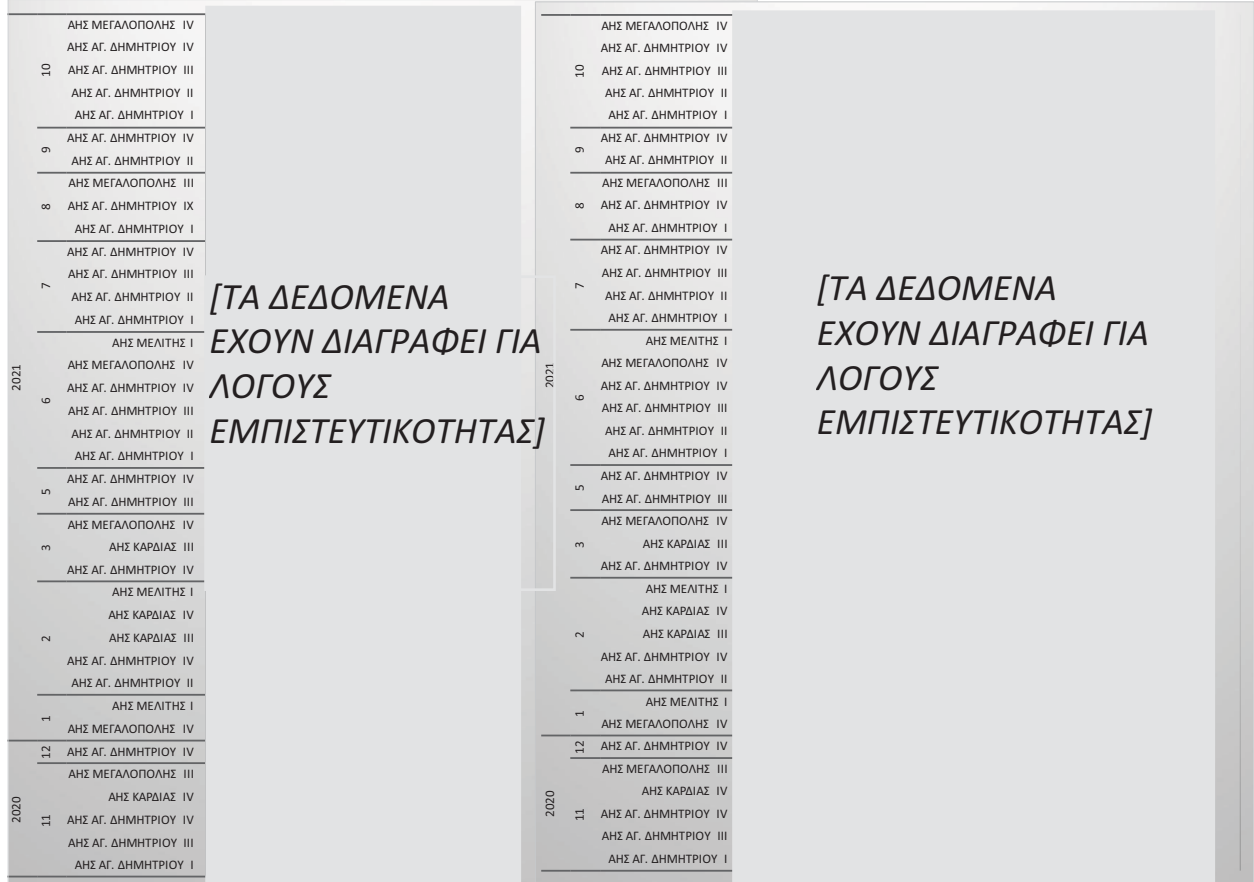 2021
10
ΑΗΣ ΜΕΓΑΛΟΠΟΛΗΣ IV
ΑΗΣ ΑΓ. ΔΗΜΗΤΡΙΟΥ IV
ΑΗΣ ΑΓ. ΔΗΜΗΤΡΙΟΥ III
ΑΗΣ ΑΓ. ΔΗΜΗΤΡΙΟΥ II
ΑΗΣ ΑΓ. ΔΗΜΗΤΡΙΟΥ I
9
ΑΗΣ ΑΓ. ΔΗΜΗΤΡΙΟΥ IV
ΑΗΣ ΑΓ. ΔΗΜΗΤΡΙΟΥ II
8
ΑΗΣ ΜΕΓΑΛΟΠΟΛΗΣ III
ΑΗΣ ΑΓ. ΔΗΜΗΤΡΙΟΥ IX
ΑΗΣ ΑΓ. ΔΗΜΗΤΡΙΟΥ I
7
ΑΗΣ ΑΓ. ΔΗΜΗΤΡΙΟΥ IV
ΑΗΣ ΑΓ. ΔΗΜΗΤΡΙΟΥ III
ΑΗΣ ΑΓ. ΔΗΜΗΤΡΙΟΥ II
ΑΗΣ ΑΓ. ΔΗΜΗΤΡΙΟΥ I
6
ΑΗΣ ΜΕΛΙΤΗΣ I
ΑΗΣ ΜΕΓΑΛΟΠΟΛΗΣ IV
ΑΗΣ ΑΓ. ΔΗΜΗΤΡΙΟΥ IV
ΑΗΣ ΑΓ. ΔΗΜΗΤΡΙΟΥ III
ΑΗΣ ΑΓ. ΔΗΜΗΤΡΙΟΥ II
ΑΗΣ ΑΓ. ΔΗΜΗΤΡΙΟΥ I
5
ΑΗΣ ΑΓ. ΔΗΜΗΤΡΙΟΥ IV
ΑΗΣ ΑΓ. ΔΗΜΗΤΡΙΟΥ III
3
ΑΗΣ ΜΕΓΑΛΟΠΟΛΗΣ IV
ΑΗΣ ΚΑΡΔΙΑΣ III
ΑΗΣ ΑΓ. ΔΗΜΗΤΡΙΟΥ IV
2
ΑΗΣ ΜΕΛΙΤΗΣ I
ΑΗΣ ΚΑΡΔΙΑΣ IV
ΑΗΣ ΚΑΡΔΙΑΣ III
ΑΗΣ ΑΓ. ΔΗΜΗΤΡΙΟΥ IV
ΑΗΣ ΑΓ. ΔΗΜΗΤΡΙΟΥ II
1
ΑΗΣ ΜΕΛΙΤΗΣ I
ΑΗΣ ΜΕΓΑΛΟΠΟΛΗΣ IV
2020
12
ΑΗΣ ΑΓ. ΔΗΜΗΤΡΙΟΥ IV
11
ΑΗΣ ΜΕΓΑΛΟΠΟΛΗΣ III
ΑΗΣ ΚΑΡΔΙΑΣ IV
ΑΗΣ ΑΓ. ΔΗΜΗΤΡΙΟΥ IV
ΑΗΣ ΑΓ. ΔΗΜΗΤΡΙΟΥ III
ΑΗΣ ΑΓ. ΔΗΜΗΤΡΙΟΥ I
[ΤΑ ΔΕΔΟΜΕΝΑ
ΕΧΟΥΝ ΔΙΑΓΡΑΦΕΙ ΓΙΑ
ΛΟΓΟΥΣ
ΕΜΠΙΣΤΕΥΤΙΚΟΤΗΤΑΣ]
2021
10
ΑΗΣ ΜΕΓΑΛΟΠΟΛΗΣ IV
ΑΗΣ ΑΓ. ΔΗΜΗΤΡΙΟΥ IV
ΑΗΣ ΑΓ. ΔΗΜΗΤΡΙΟΥ III
ΑΗΣ ΑΓ. ΔΗΜΗΤΡΙΟΥ II
ΑΗΣ ΑΓ. ΔΗΜΗΤΡΙΟΥ I
9
ΑΗΣ ΑΓ. ΔΗΜΗΤΡΙΟΥ IV
ΑΗΣ ΑΓ. ΔΗΜΗΤΡΙΟΥ II
8
ΑΗΣ ΜΕΓΑΛΟΠΟΛΗΣ III
ΑΗΣ ΑΓ. ΔΗΜΗΤΡΙΟΥ IV
ΑΗΣ ΑΓ. ΔΗΜΗΤΡΙΟΥ I
7
ΑΗΣ ΑΓ. ΔΗΜΗΤΡΙΟΥ IV
ΑΗΣ ΑΓ. ΔΗΜΗΤΡΙΟΥ III
ΑΗΣ ΑΓ. ΔΗΜΗΤΡΙΟΥ II
ΑΗΣ ΑΓ. ΔΗΜΗΤΡΙΟΥ I
6
ΑΗΣ ΜΕΛΙΤΗΣ I
ΑΗΣ ΜΕΓΑΛΟΠΟΛΗΣ IV
ΑΗΣ ΑΓ. ΔΗΜΗΤΡΙΟΥ IV
ΑΗΣ ΑΓ. ΔΗΜΗΤΡΙΟΥ III
ΑΗΣ ΑΓ. ΔΗΜΗΤΡΙΟΥ II
ΑΗΣ ΑΓ. ΔΗΜΗΤΡΙΟΥ I
5
ΑΗΣ ΑΓ. ΔΗΜΗΤΡΙΟΥ IV
ΑΗΣ ΑΓ. ΔΗΜΗΤΡΙΟΥ III
3
ΑΗΣ ΜΕΓΑΛΟΠΟΛΗΣ IV
ΑΗΣ ΚΑΡΔΙΑΣ III
ΑΗΣ ΑΓ. ΔΗΜΗΤΡΙΟΥ IV
2
ΑΗΣ ΜΕΛΙΤΗΣ I
ΑΗΣ ΚΑΡΔΙΑΣ IV
ΑΗΣ ΚΑΡΔΙΑΣ III
ΑΗΣ ΑΓ. ΔΗΜΗΤΡΙΟΥ IV
ΑΗΣ ΑΓ. ΔΗΜΗΤΡΙΟΥ II
1
ΑΗΣ ΜΕΛΙΤΗΣ I
ΑΗΣ ΜΕΓΑΛΟΠΟΛΗΣ IV
2020
12
ΑΗΣ ΑΓ. ΔΗΜΗΤΡΙΟΥ IV
11
ΑΗΣ ΜΕΓΑΛΟΠΟΛΗΣ III
ΑΗΣ ΚΑΡΔΙΑΣ IV
ΑΗΣ ΑΓ. ΔΗΜΗΤΡΙΟΥ IV
ΑΗΣ ΑΓ. ΔΗΜΗΤΡΙΟΥ III
ΑΗΣ ΑΓ. ΔΗΜΗΤΡΙΟΥ I
[ΤΑ ΔΕΔΟΜΕΝΑ
ΕΧΟΥΝ ΔΙΑΓΡΑΦΕΙ ΓΙΑ
ΛΟΓΟΥΣ
ΕΜΠΙΣΤΕΥΤΙΚΟΤΗΤΑΣ]